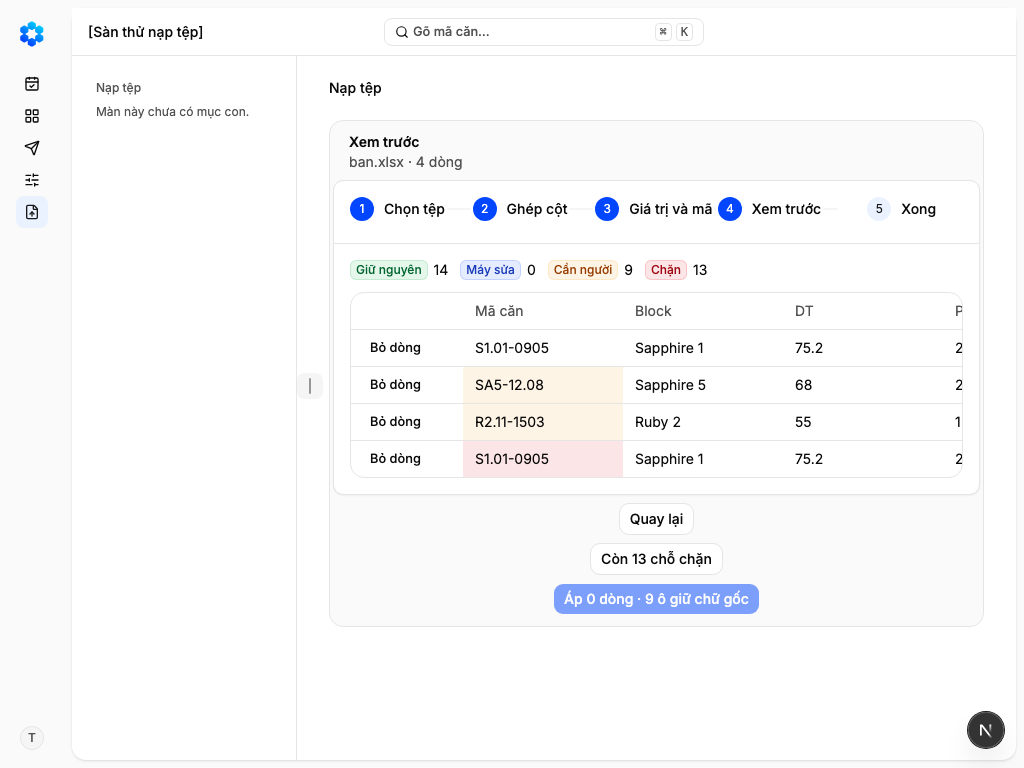 [Sàn thử nạp tệp]
Gõ mã căn...
⌘ K
Nạp tệp
Màn này chưa có mục con.
Nạp tệp
Xem trước
ban.xlsx · 4 dòng
1 Chọn tệp 2 Ghép cột 3 Giá trị và mã 4 Xem trước 5 Xong
Giữ nguyên 14 Máy sửa 0 Cần người 9 Chặn 13
Mã căn Block DT
Bỏ dòng S1.01-0905 Sapphire 1 75.2 2
Bỏ dòng SA5-12.08 Sapphire 5 68 2
Bỏ dòng R2.11-1503 Ruby 2 55 1
Bỏ dòng S1.01-0905 Sapphire 1 75.2 2
Quay lại
Còn 13 chỗ chặn
Áp 0 dòng · 9 ô giữ chữ gốc
T
N